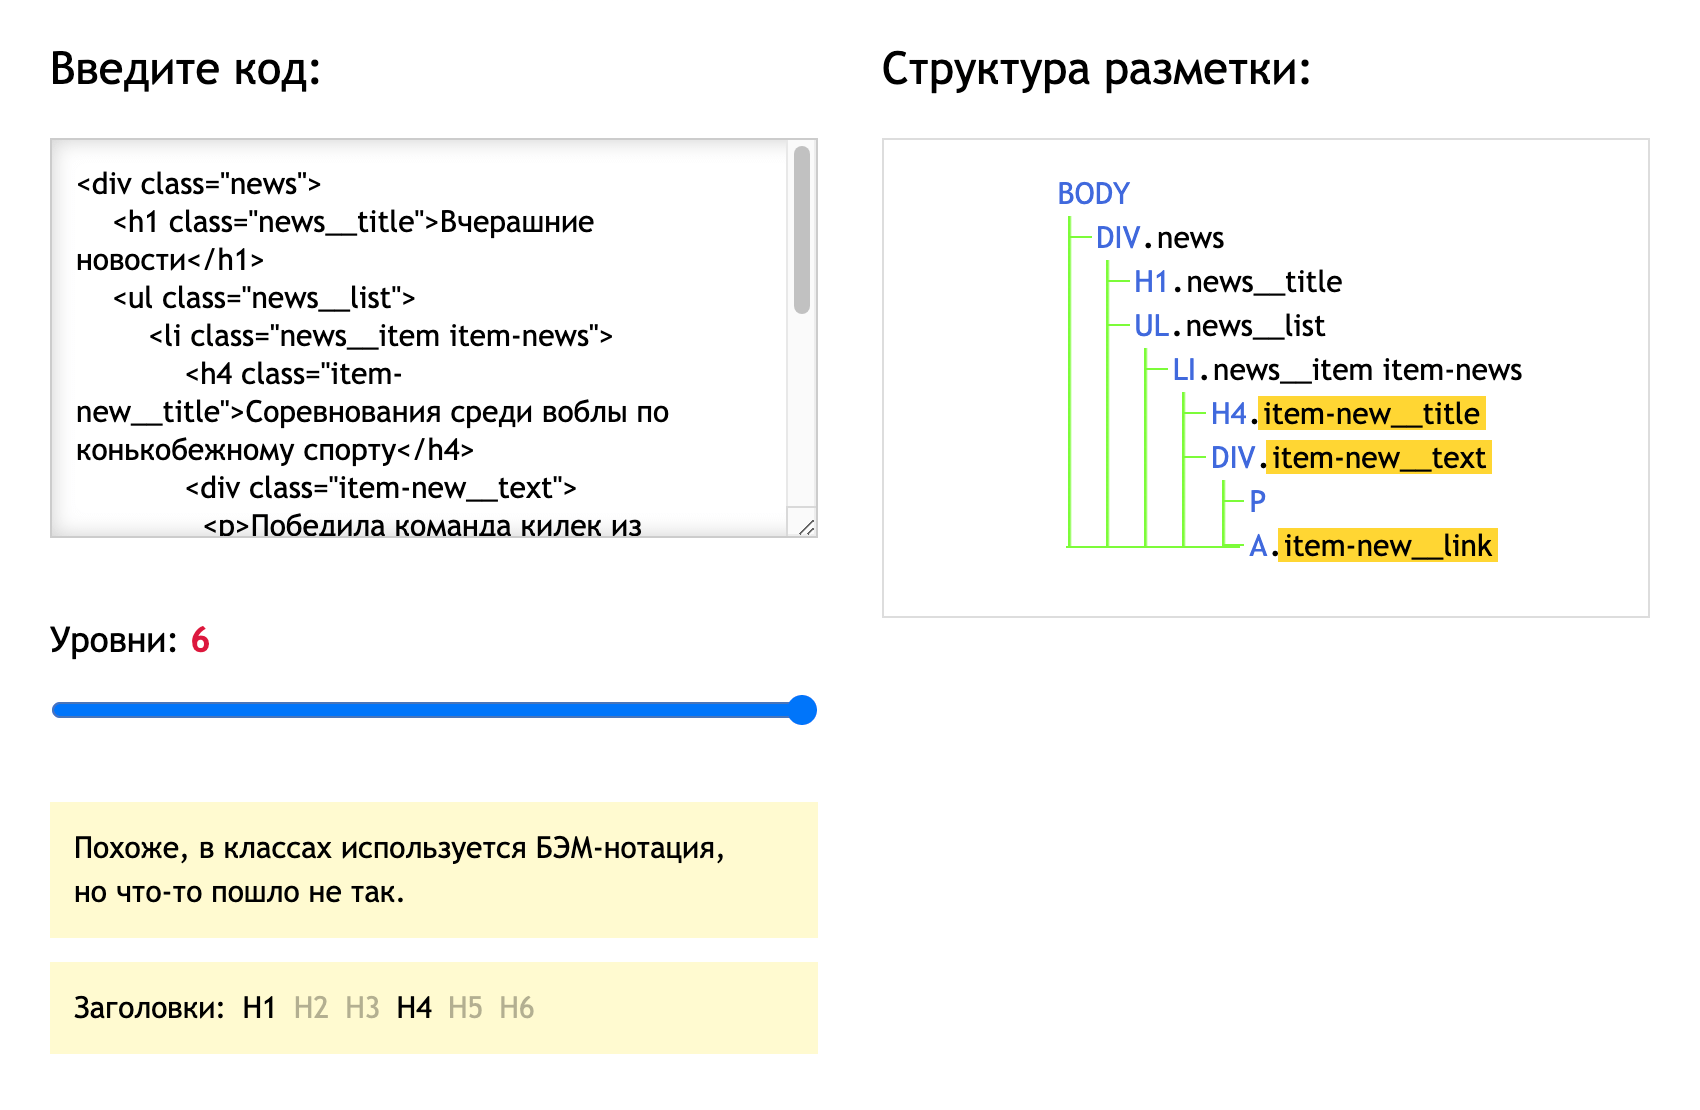 Введите код:
<div class="news">
<h1 class="news__title">Вчерашние
новости</h1>
<ul class="news__list">
<li class="news__item item-news">
<h4 class="item-
new__title">Соревнования среди воблы по
конькобежному спорту</h4>
<div class="item-new__text">
<p>Победила команда килек из
Уровни: 6
Похоже, в классах используется БЭМ-нотация,
но что-то пошло не так.
Заголовки: H1 H2 H3 H4 H5 H6
Структура разметки:
BODY
DIV.news
H1.news__title
UL.news__list
LI.news__item item-news
H4.item-new__title
DIV.item-new__text
P
A.item-new__link